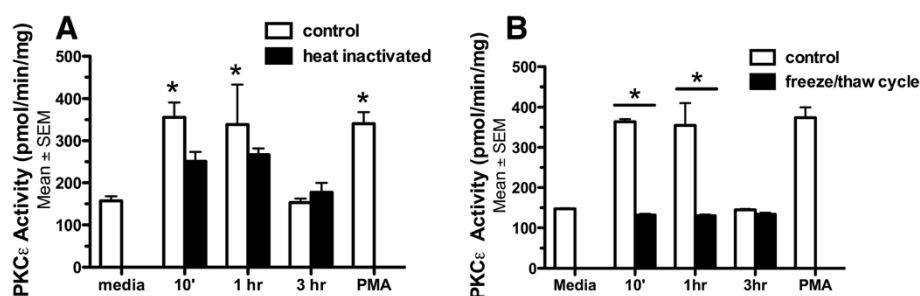 A
control
heat inactivated
PKCε Activity (pmol/min/mg)
Mean ± SEM
500
400
300
200
100
0
*
*
*
media
10'
1 hr
3 hr
PMA
B
control
freeze/thaw cycle
PKCε Activity (pmol/min/mg)
Mean ± SEM
500
400
300
200
100
0
*
*
Media
10'
1hr
3hr
PMA